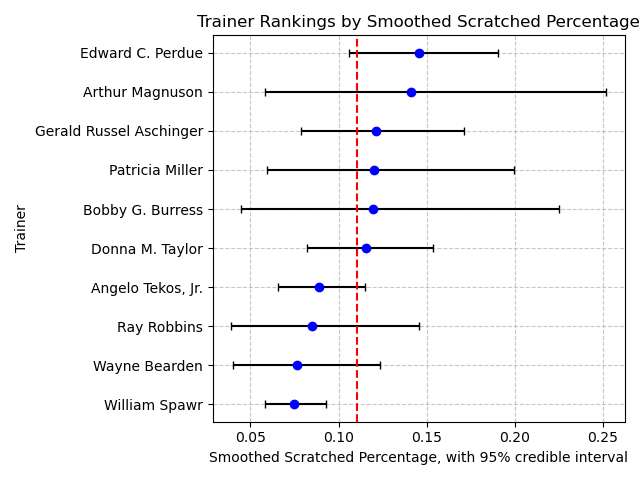 Trainer Rankings by Smoothed Scratched Percentage
Trainer
Edward C. Perdue
Arthur Magnuson
Gerald Russel Aschinger
Patricia Miller
Bobby G. Burress
Donna M. Taylor
Angelo Tekos, Jr.
Ray Robbins
Wayne Bearden
William Spawr
0.05 0.10 0.15 0.20 0.25
Smoothed Scratched Percentage, with 95% credible interval